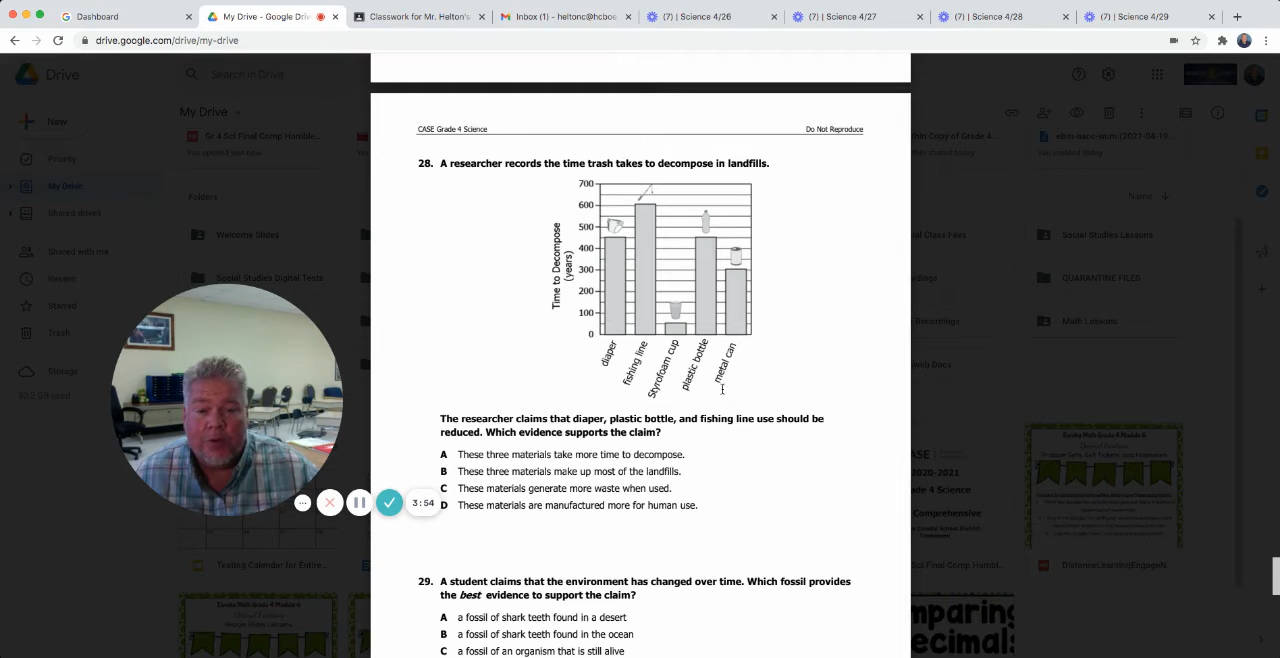 Dashboard
My Drive - Google Driv
Classwork for Mr. Helton's
Inbox (1) - heltonc@hcboe
(7) | Science 4/26
(7) | Science 4/27
(7) | Science 4/28
(7) | Science 4/29
drive.google.com/drive/my-drive
Drive
Search in Drive
My Drive
New
Priority
My Drive
Shared drives
Shared with me
Recent
Starred
Trash
Storage
Folders
Name
Welcome Slides
Social Studies Digital Tests
Social Studies Lessons
QUARANTINE FILES
Math Lessons
CASE Grade 4 Science
Do Not Reproduce
28. A researcher records the time trash takes to decompose in landfills.
700
600
500
400
300
200
100
0
Time to Decompose
(years)
diaper
fishing line
Styrofoam cup
plastic bottle
metal can
The researcher claims that diaper, plastic bottle, and fishing line use should be
reduced. Which evidence supports the claim?
A These three materials take more time to decompose.
B These three materials make up most of the landfills.
C These materials generate more waste when used.
D These materials are manufactured more for human use.
3:54
29. A student claims that the environment has changed over time. Which fossil provides
the best evidence to support the claim?
A a fossil of shark teeth found in a desert
B a fossil of shark teeth found in the ocean
C a fossil of an organism that is still alive